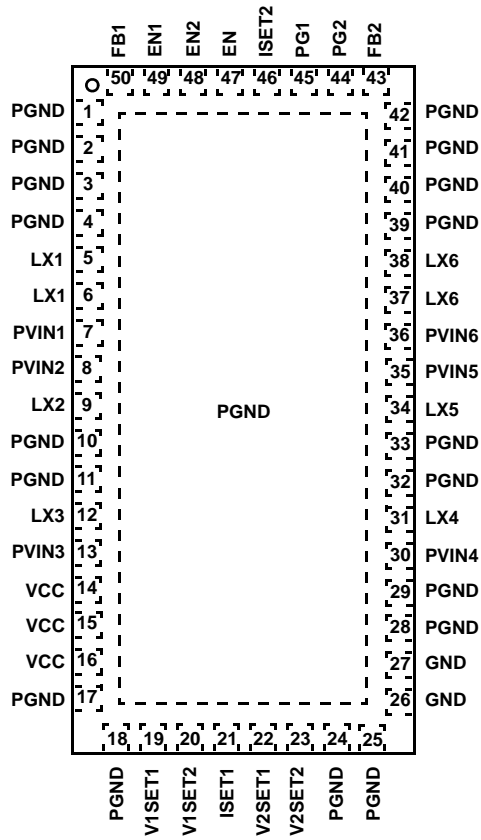 FB1 EN1 EN2 EN ISET2 PG1 PG2 FB2
50 49 48 47 46 45 44 43
PGND 1 42 PGND
PGND 2 41 PGND
PGND 3 40 PGND
PGND 4 39 PGND
LX1 5 38 LX6
LX1 6 37 LX6
PVIN1 7 36 PVIN6
PVIN2 8 35 PVIN5
LX2 9 PGND 34 LX5
PGND 10 33 PGND
PGND 11 32 PGND
LX3 12 31 LX4
PVIN3 13 30 PVIN4
VCC 14 29 PGND
VCC 15 28 PGND
VCC 16 27 GND
PGND 17 26 GND
18 19 20 21 22 23 24 25
PGND V1SET1 V1SET2 ISET1 V2SET1 V2SET2 PGND PGND